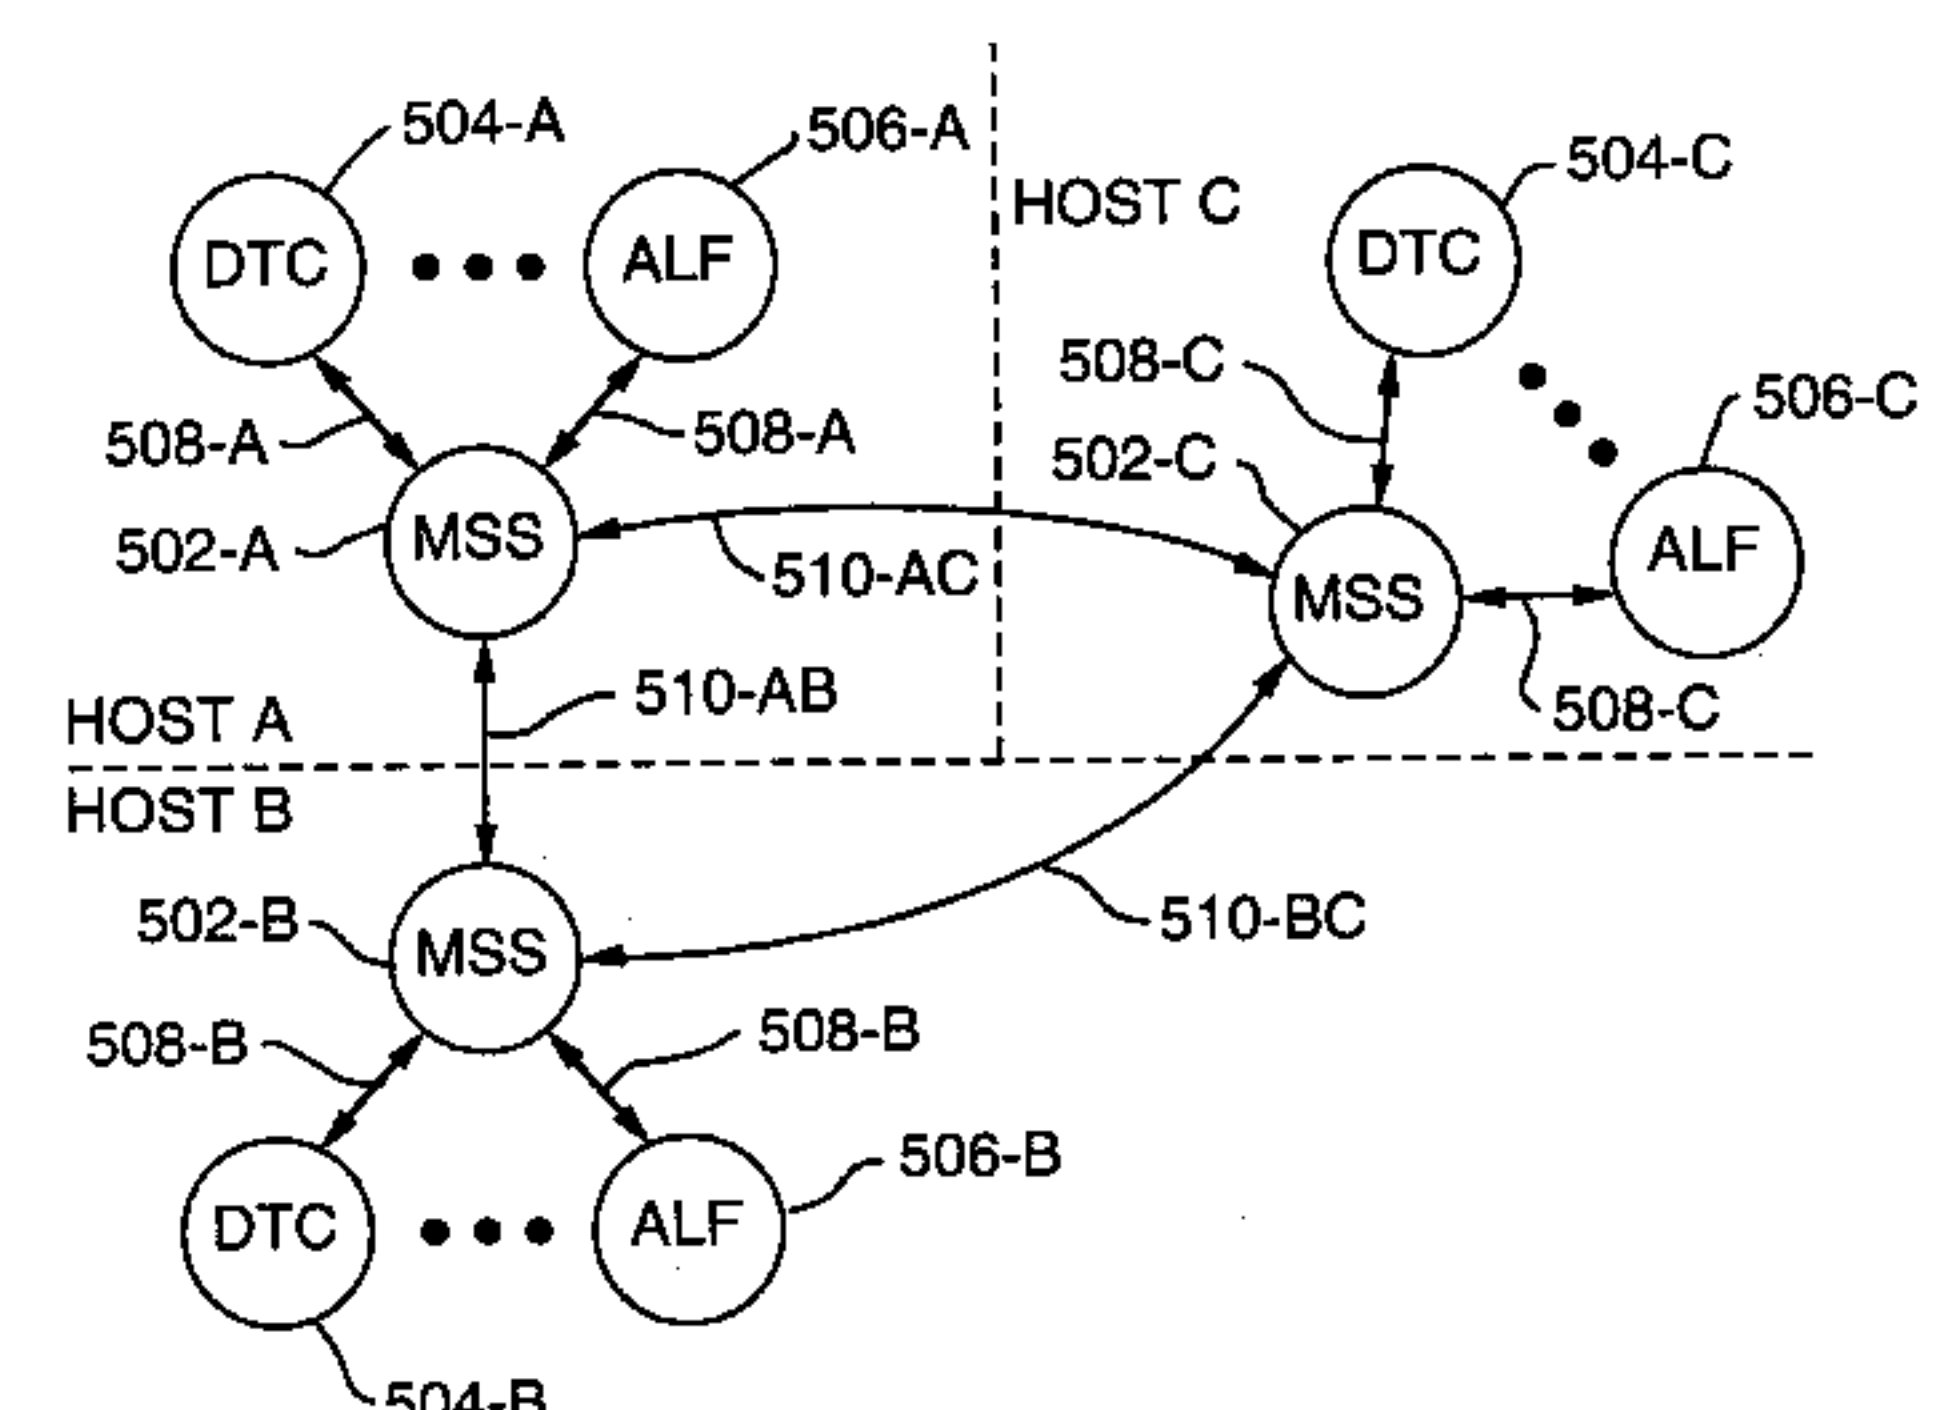 504-A
506-A
DTC
ALF
508-A
508-A
502-A
MSS
510-AC
510-AB
HOST A
HOST C
504-C
DTC
508-C
506-C
502-C
MSS
ALF
508-C
HOST B
502-B
MSS
510-BC
508-B
508-B
506-B
DTC
ALF
504-B